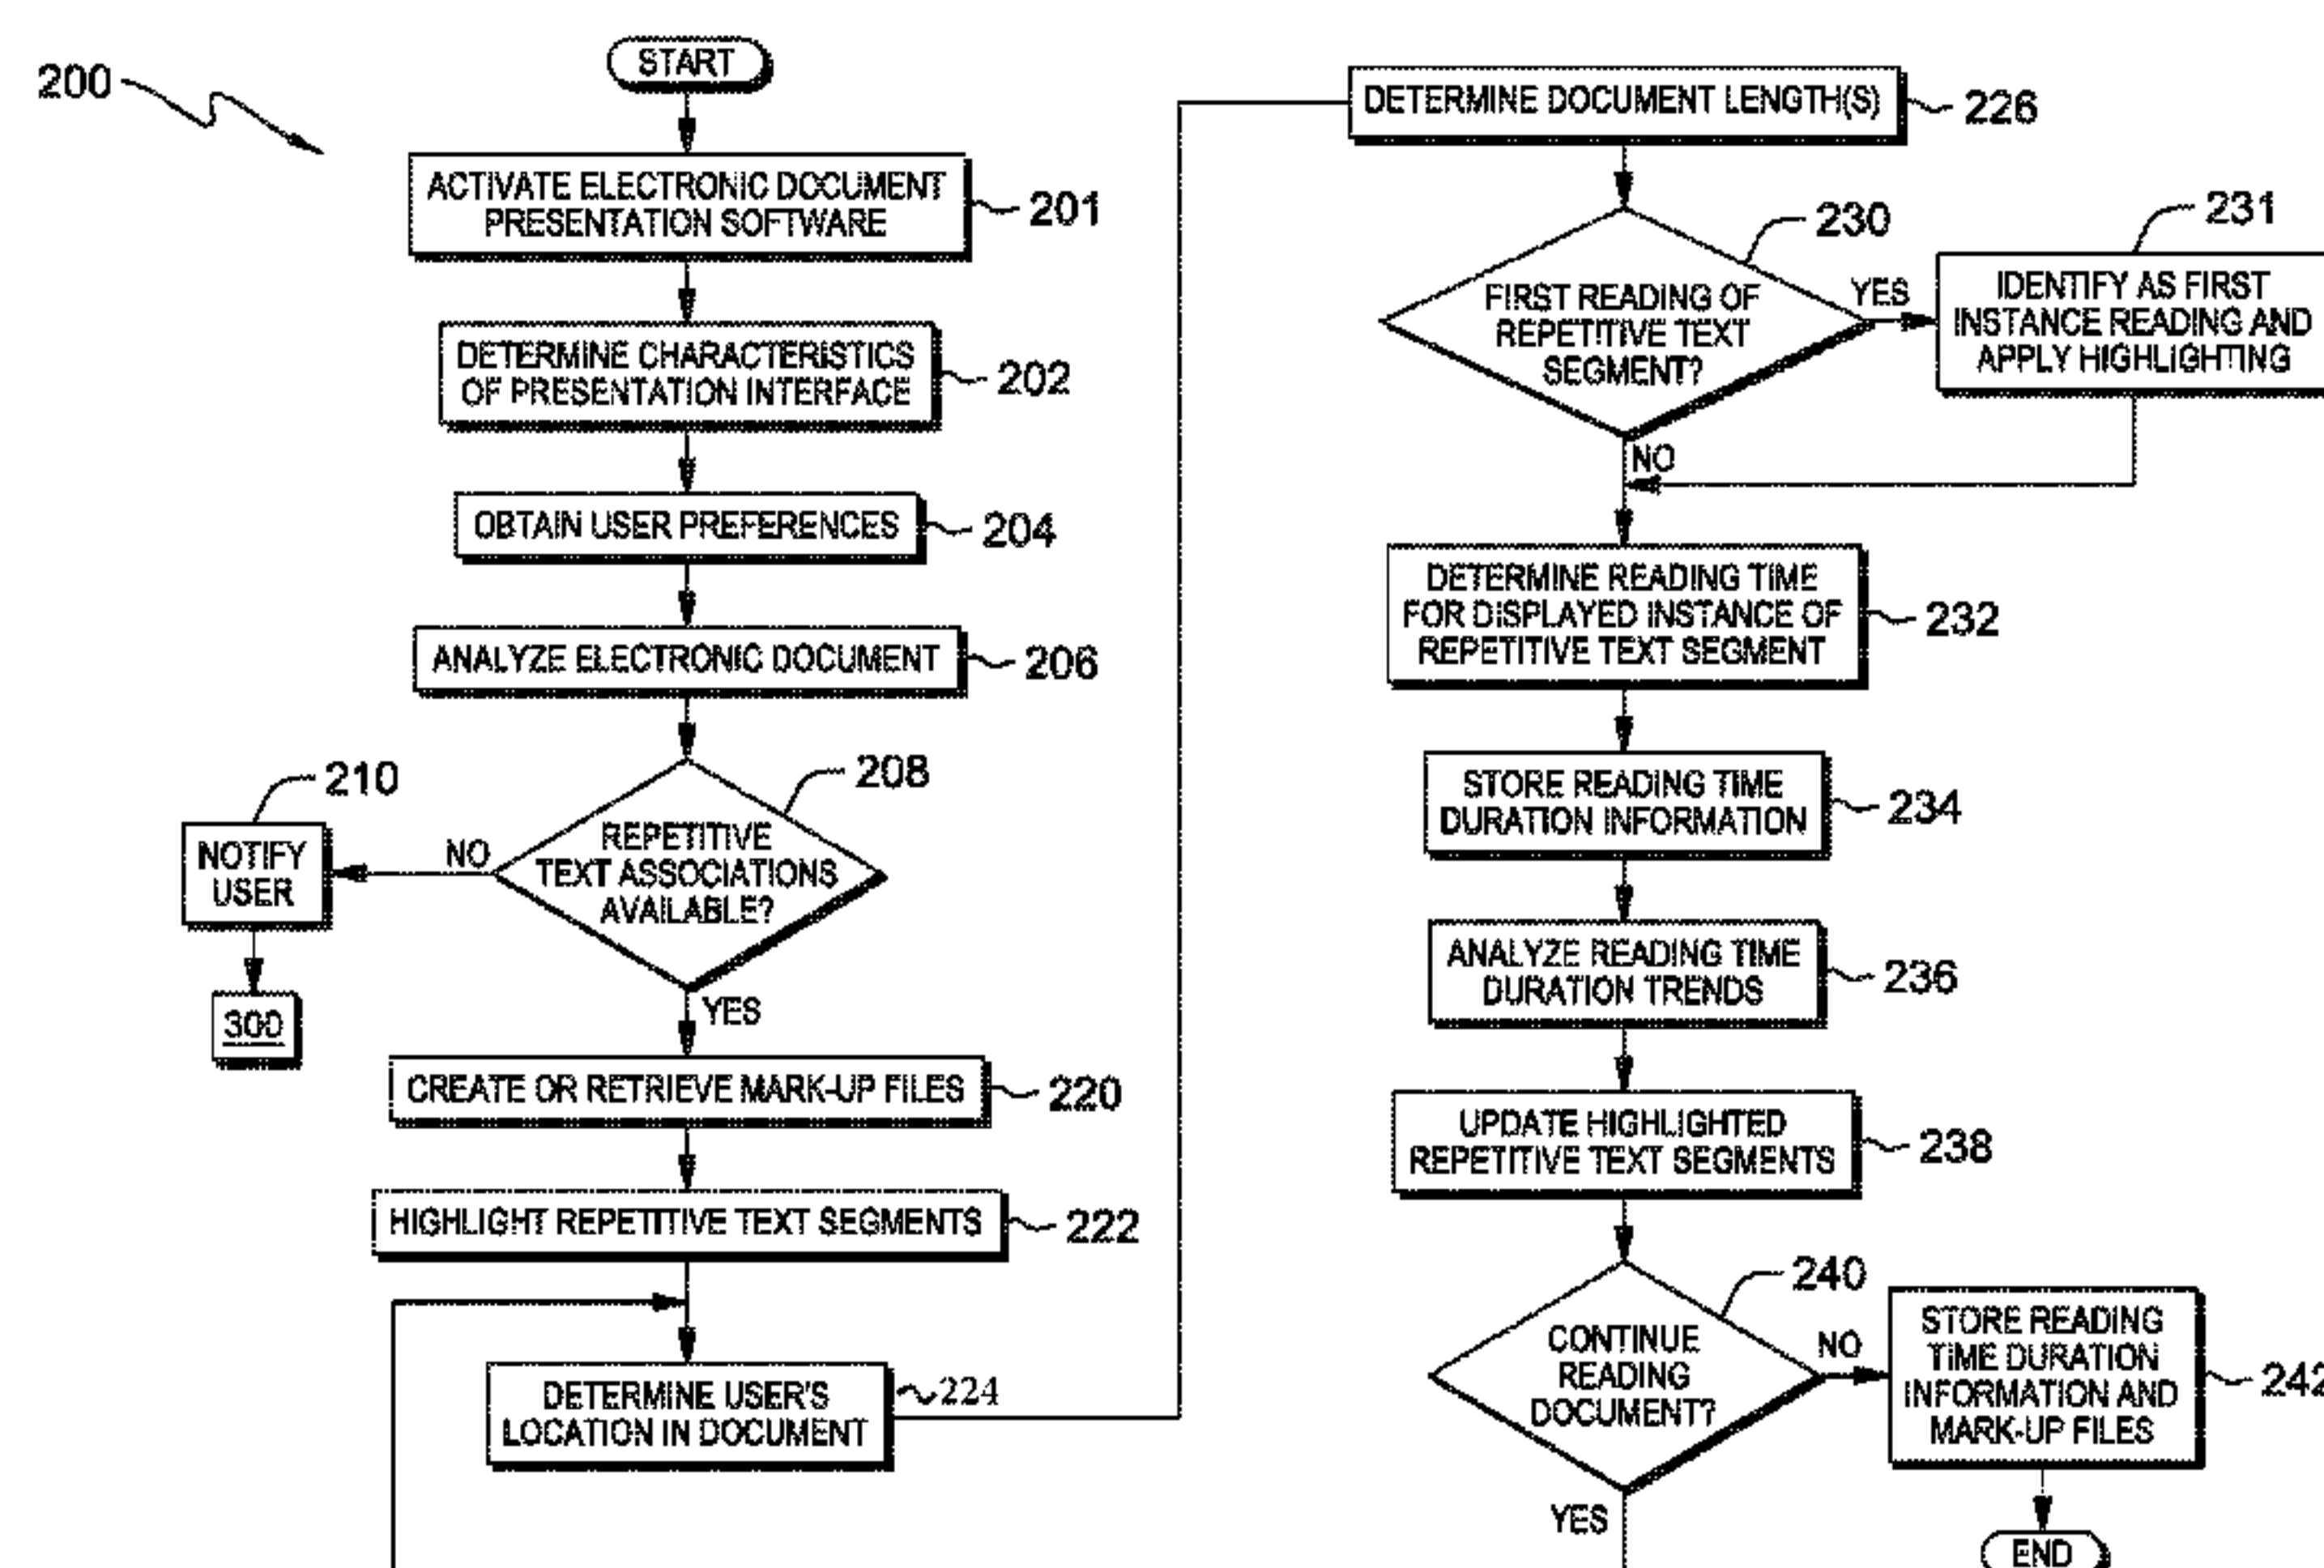 200
START
ACTIVATE ELECTRONIC DOCUMENT
PRESENTATION SOFTWARE
201
DETERMINE CHARACTERISTICS
OF PRESENTATION INTERFACE
202
OBTAIN USER PREFERENCES
204
ANALYZE ELECTRONIC DOCUMENT
206
208
REPETITIVE
TEXT ASSOCIATIONS
AVAILABLE?
NO
210
NOTIFY
USER
300
YES
CREATE OR RETRIEVE MARK-UP FILES
220
HIGHLIGHT REPETITIVE TEXT SEGMENTS
222
DETERMINE USER'S
LOCATION IN DOCUMENT
224
DETERMINE DOCUMENT LENGTH(S)
226
230
FIRST READING OF
REPETITIVE TEXT
SEGMENT?
YES
231
IDENTIFY AS FIRST
INSTANCE READING AND
APPLY HIGHLIGHTING
NO
DETERMINE READING TIME
FOR DISPLAYED INSTANCE OF
REPETITIVE TEXT SEGMENT
232
STORE READING TIME
DURATION INFORMATION
234
ANALYZE READING TIME
DURATION TRENDS
236
UPDATE HIGHLIGHTED
REPETITIVE TEXT SEGMENTS
238
240
CONTINUE
READING
DOCUMENT?
NO
STORE READING
TIME DURATION
INFORMATION AND
MARK-UP FILES
242
YES
END